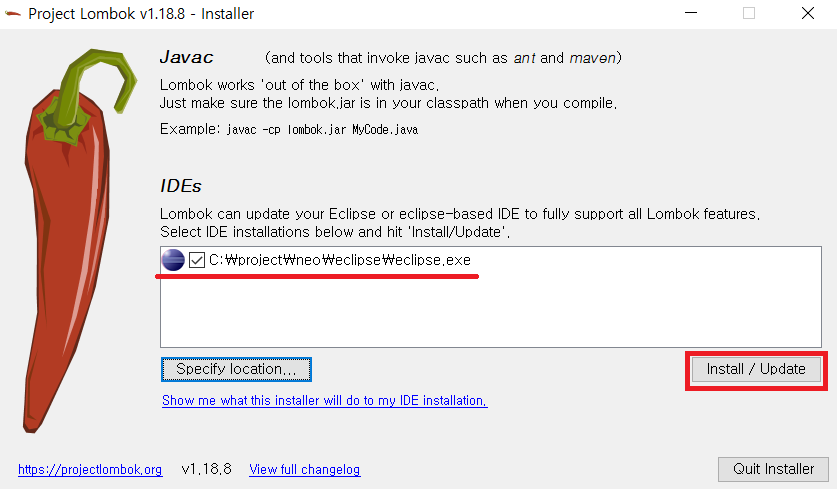 Project Lombok v1.18.8 - Installer
Javac (and tools that invoke javac such as ant and maven)
Lombok works 'out of the box' with javac.
Just make sure the lombok.jar is in your classpath when you compile.
Example: javac -cp lombok.jar MyCode.java
IDEs
Lombok can update your Eclipse or eclipse-based IDE to fully support all Lombok features.
Select IDE installations below and hit 'Install/Update'.
C:₩project₩neo₩eclipse₩eclipse.exe
Specify location...
Install / Update
Show me what this installer will do to my IDE installation.
https://projectlombok.org v1.18.8 View full changelog
Quit Installer